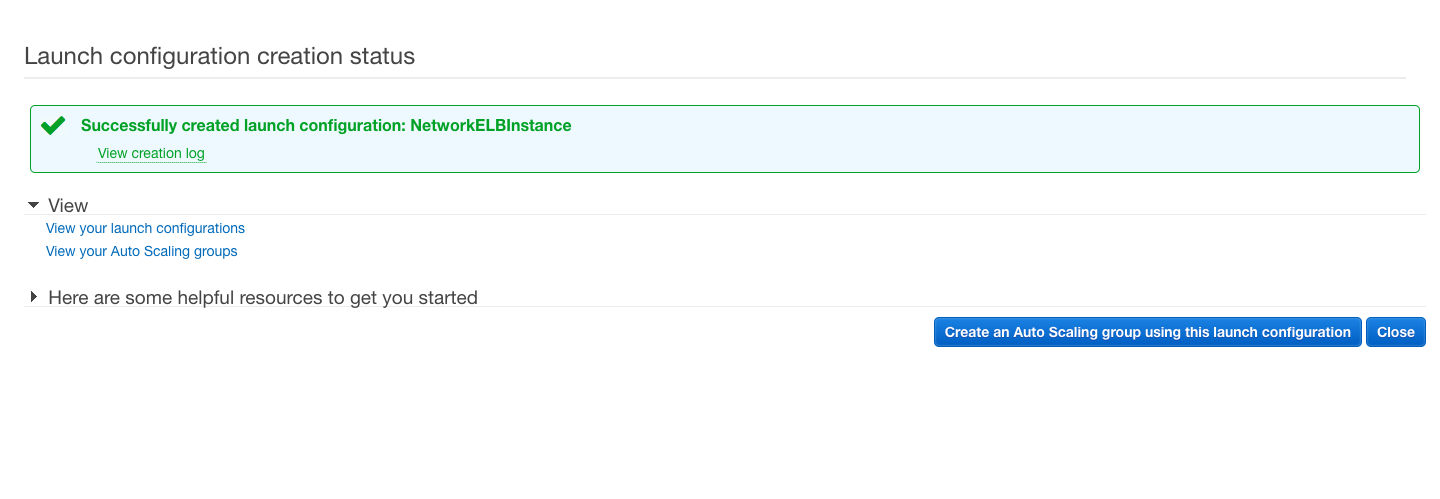 Launch configuration creation status
Successfully created launch configuration: NetworkELBInstance
View creation log
View
View your launch configurations
View your Auto Scaling groups
Here are some helpful resources to get you started
Create an Auto Scaling group using this launch configuration Close